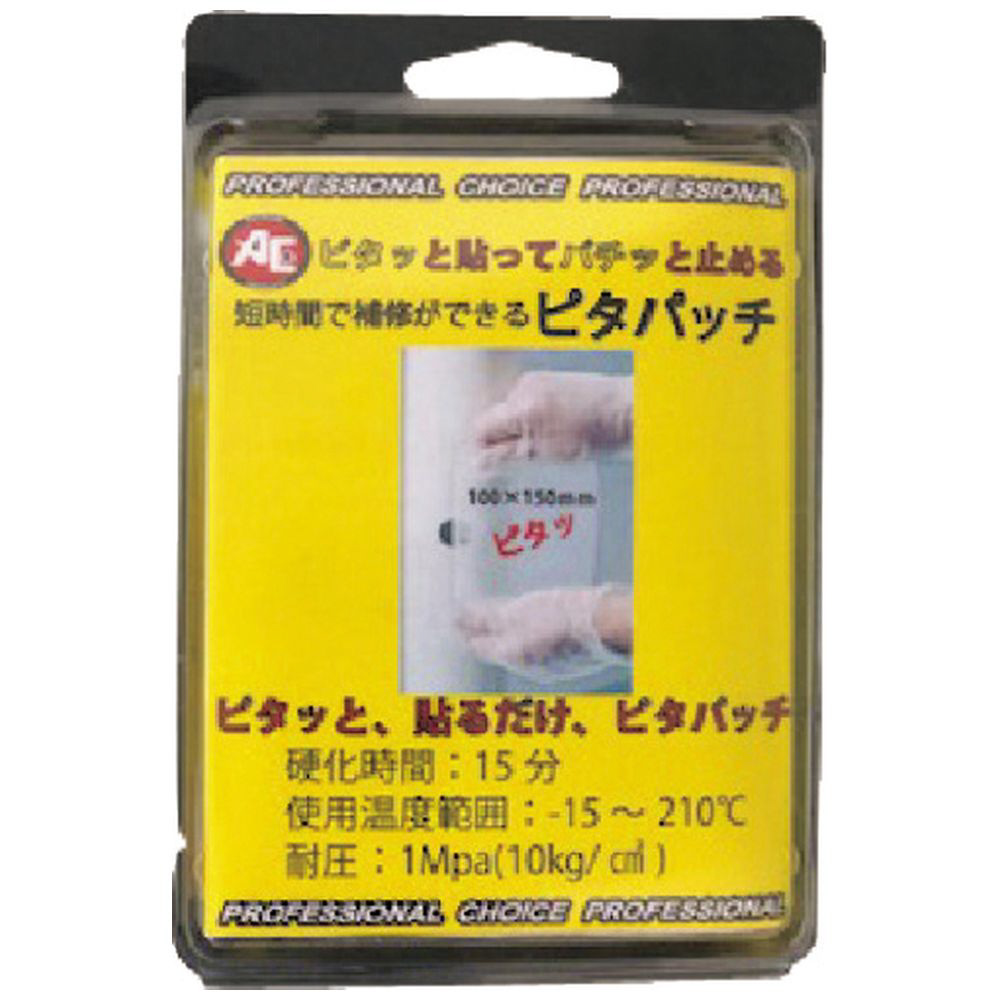 PROFESSIONAL CHOICE PROFESSIONAL
AC ピタッと貼ってパチッと止める
短時間で補修ができるピタパッチ
100×150mm
ピタッ
ピタッと、貼るだけ、ピタパッチ
硬化時間：15分
使用温度範囲：-15～210℃
耐圧：1Mpa(10kg/㎠)
PROFESSIONAL CHOICE PROFESSIONAL